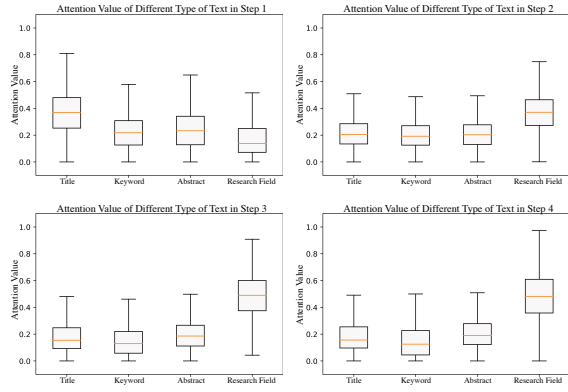 Attention Value of Different Type of Text in Step 1
Attention Value
1.0
0.8
0.6
0.4
0.2
0.0
Title Keyword Abstract Research Field
Attention Value of Different Type of Text in Step 2
Attention Value
1.0
0.8
0.6
0.4
0.2
0.0
Title Keyword Abstract Research Field
Attention Value of Different Type of Text in Step 3
Attention Value
1.0
0.8
0.6
0.4
0.2
0.0
Title Keyword Abstract Research Field
Attention Value of Different Type of Text in Step 4
Attention Value
1.0
0.8
0.6
0.4
0.2
0.0
Title Keyword Abstract Research Field